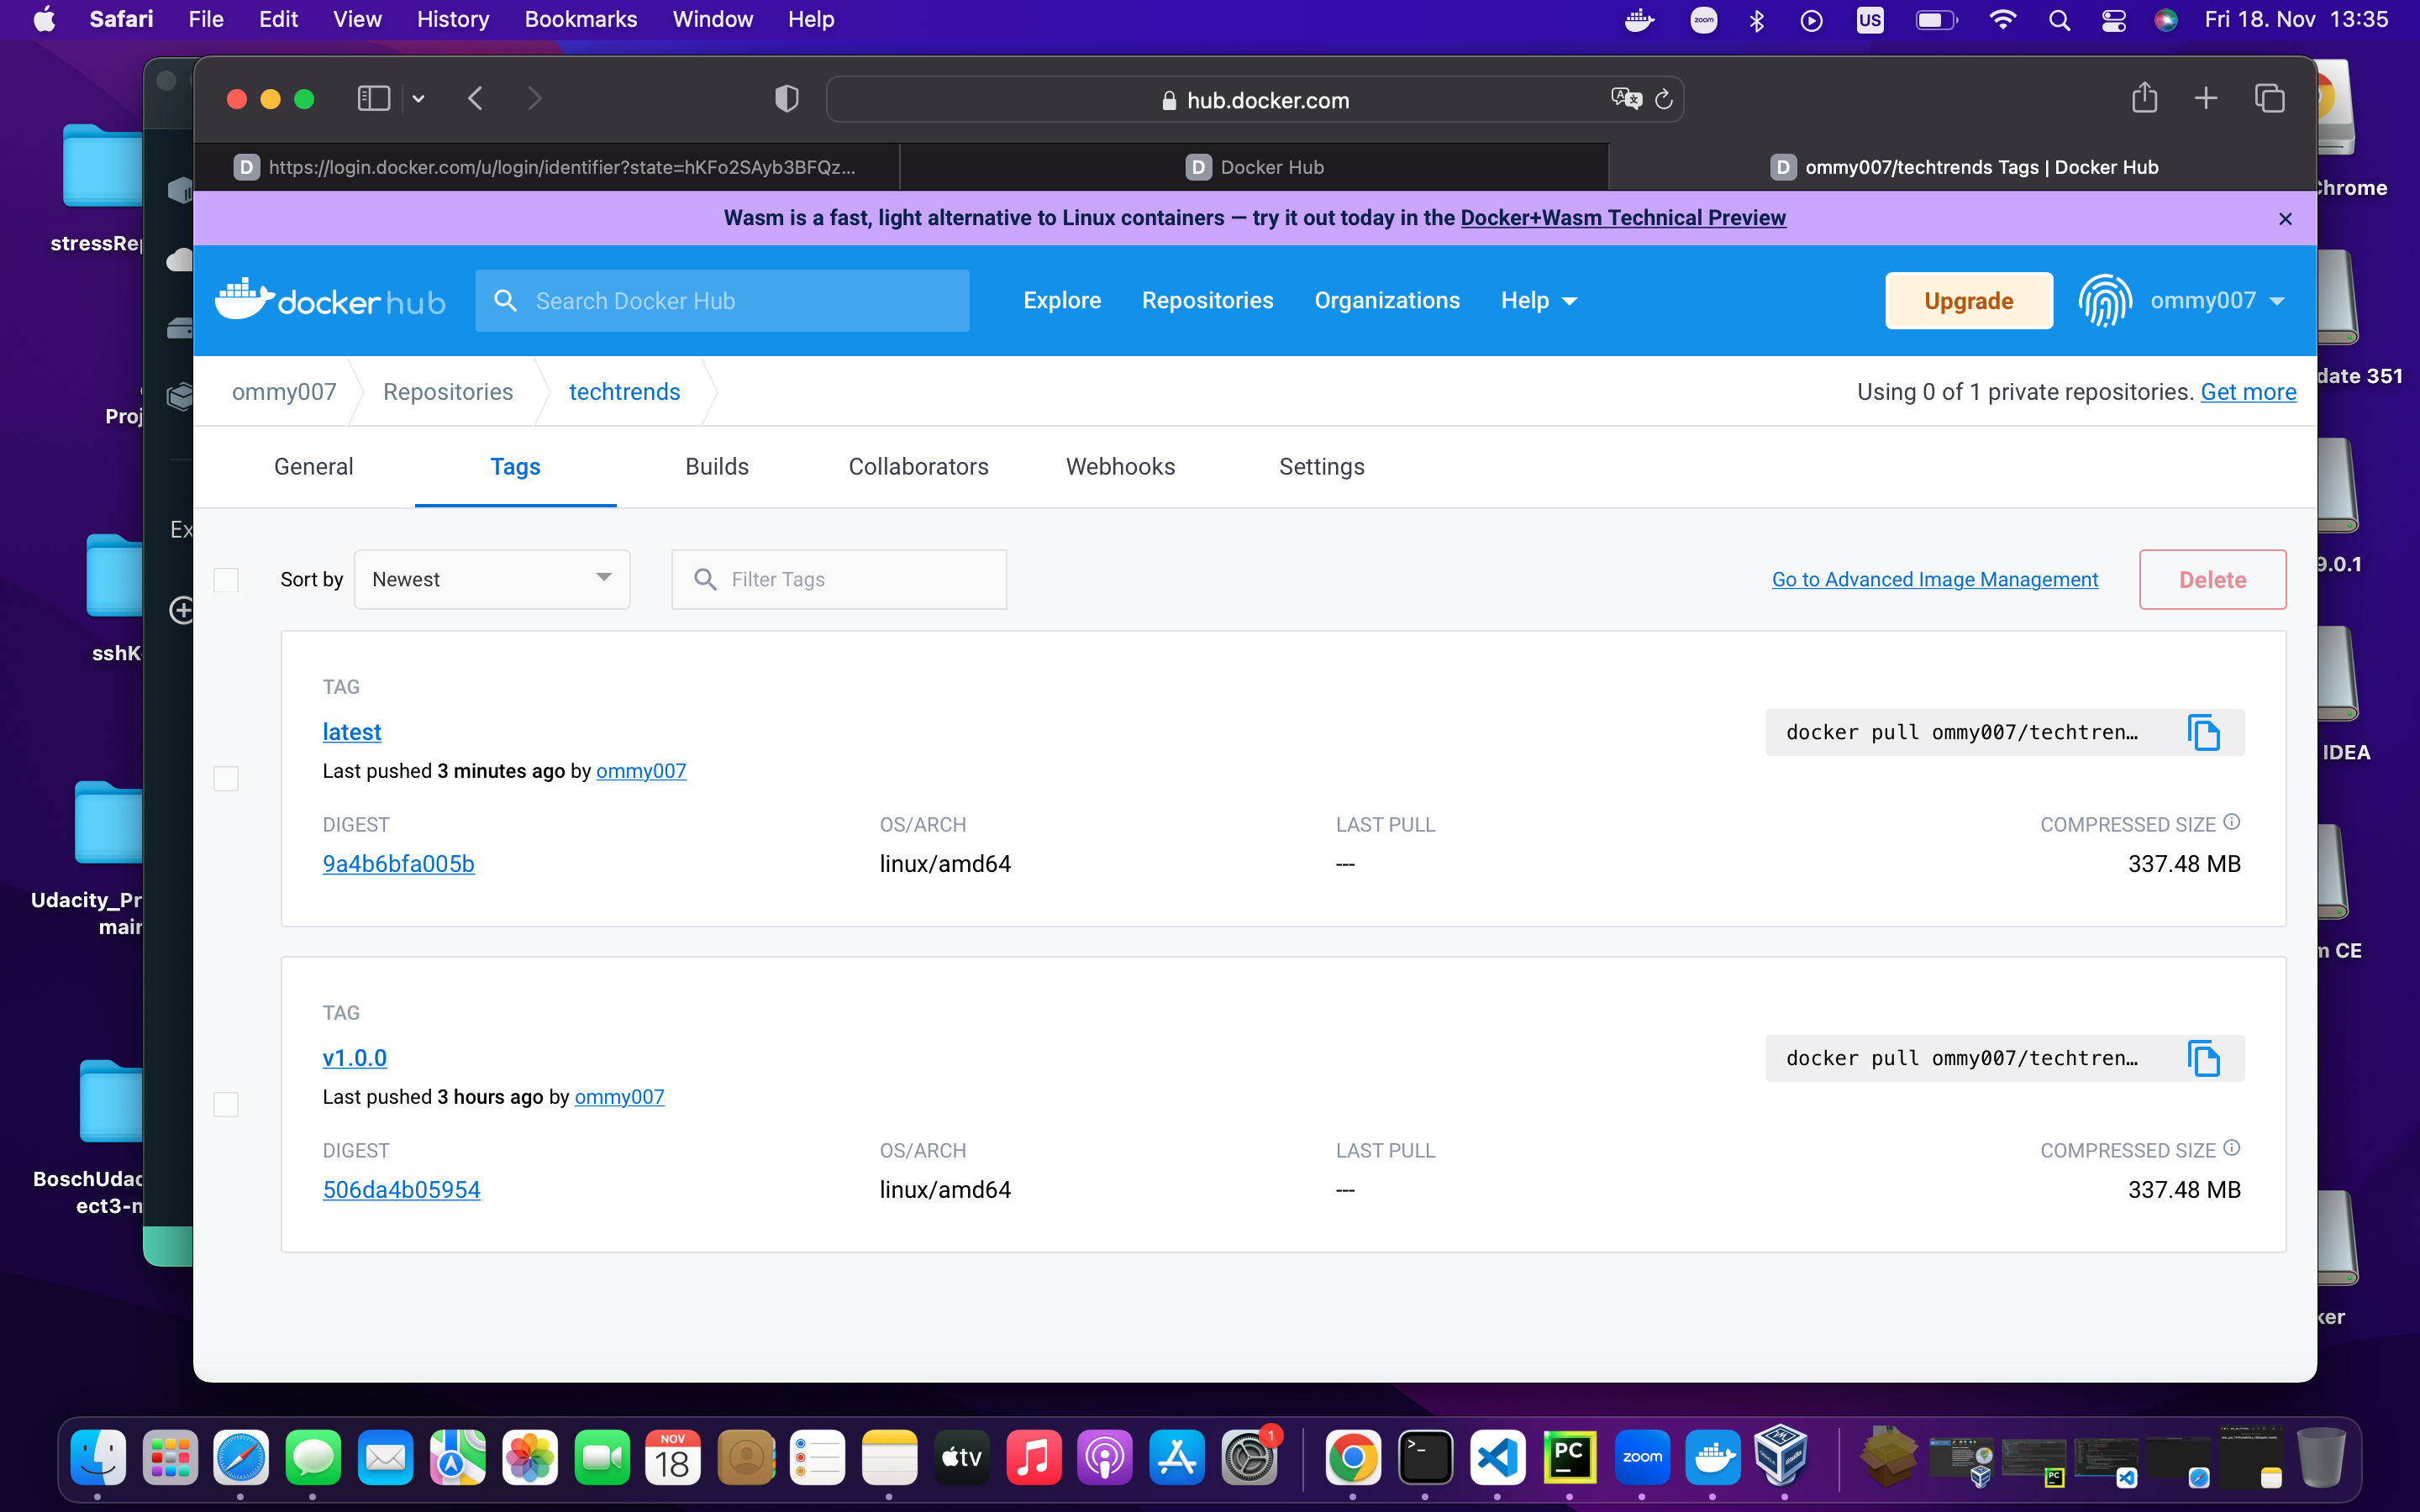 Safari File Edit View History Bookmarks Window Help
zoom US Fri 18. Nov 13:35
hub.docker.com
D https://login.docker.com/u/login/identifier?state=hKFo2SAyb3BFQz...
D Docker Hub
D ommy007/techtrends Tags | Docker Hub
Wasm is a fast, light alternative to Linux containers — try it out today in the Docker+Wasm Technical Preview
dockerhub
Search Docker Hub
Explore Repositories Organizations Help
Upgrade
ommy007
ommy007 Repositories techtrends
Using 0 of 1 private repositories. Get more
General Tags Builds Collaborators Webhooks Settings
Sort by Newest
Filter Tags
Go to Advanced Image Management
Delete
TAG
latest
docker pull ommy007/techtren…
Last pushed 3 minutes ago by ommy007
DIGEST OS/ARCH LAST PULL COMPRESSED SIZE
9a4b6bfa005b linux/amd64 --- 337.48 MB
TAG
v1.0.0
docker pull ommy007/techtren…
Last pushed 3 hours ago by ommy007
DIGEST OS/ARCH LAST PULL COMPRESSED SIZE
506da4b05954 linux/amd64 --- 337.48 MB
stressRep
Proj
Ex
sshK
Udacity_Pr
main
BoschUdac
ect3-m
Chrome
date 351
9.0.1
IDEA
m CE
ker
NOV
18
tv
1
PC
zoom